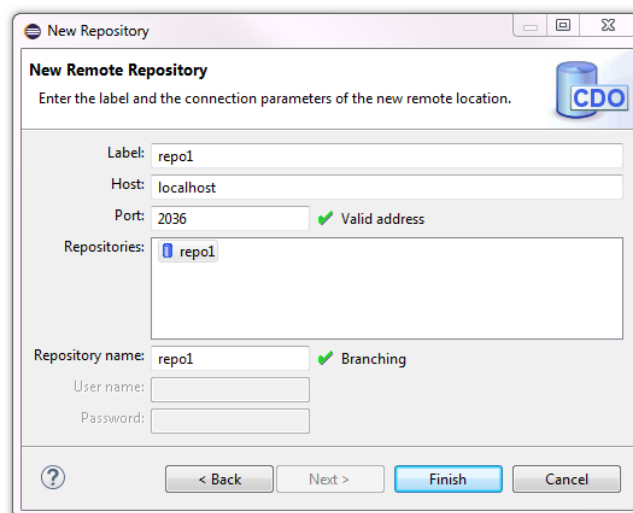 New Repository
New Remote Repository
Enter the label and the connection parameters of the new remote location.
CDO
Label: repo1
Host: localhost
Port: 2036 Valid address
Repositories: repo1
Repository name: repo1 Branching
User name:
Password:
? < Back Next > Finish Cancel